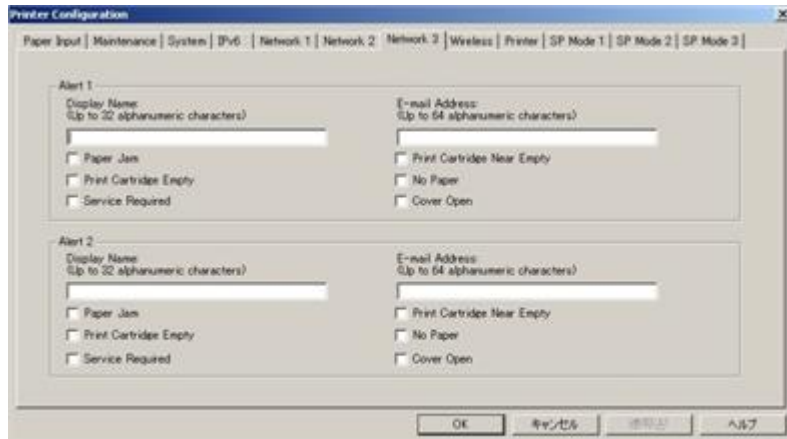 Printer Configuration
Paper Input | Maintenance | System | IPv6 | Network 1 | Network 2 | Network 3 | Wireless | Printer | SP Mode 1 | SP Mode 2 | SP Mode 3
Alert 1
Display Name:
(Up to 32 alphanumeric characters)
E-mail Address:
(Up to 64 alphanumeric characters)
Paper Jam
Print Cartridge Near Empty
Print Cartridge Empty
No Paper
Service Required
Cover Open
Alert 2
Display Name:
(Up to 32 alphanumeric characters)
E-mail Address:
(Up to 64 alphanumeric characters)
Paper Jam
Print Cartridge Near Empty
Print Cartridge Empty
No Paper
Service Required
Cover Open
OK
キャンセル
ヘルプ